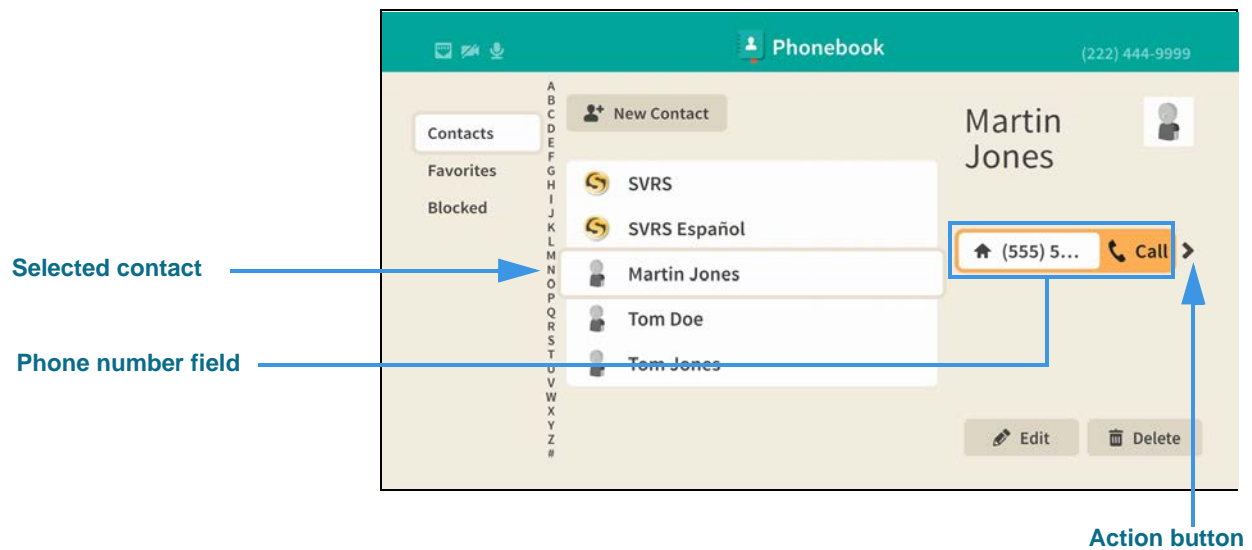 Phonebook
(222) 444-9999
Contacts
Favorites
Blocked
A
B
C
D
E
F
G
H
I
J
K
L
M
N
O
P
Q
R
S
T
U
V
W
X
Y
Z
#
New Contact
SVRS
SVRS Español
Martin Jones
Tom Doe
Tom Jones
Martin
Jones
(555) 5... Call
Edit
Delete
Selected contact
Phone number field
Action button